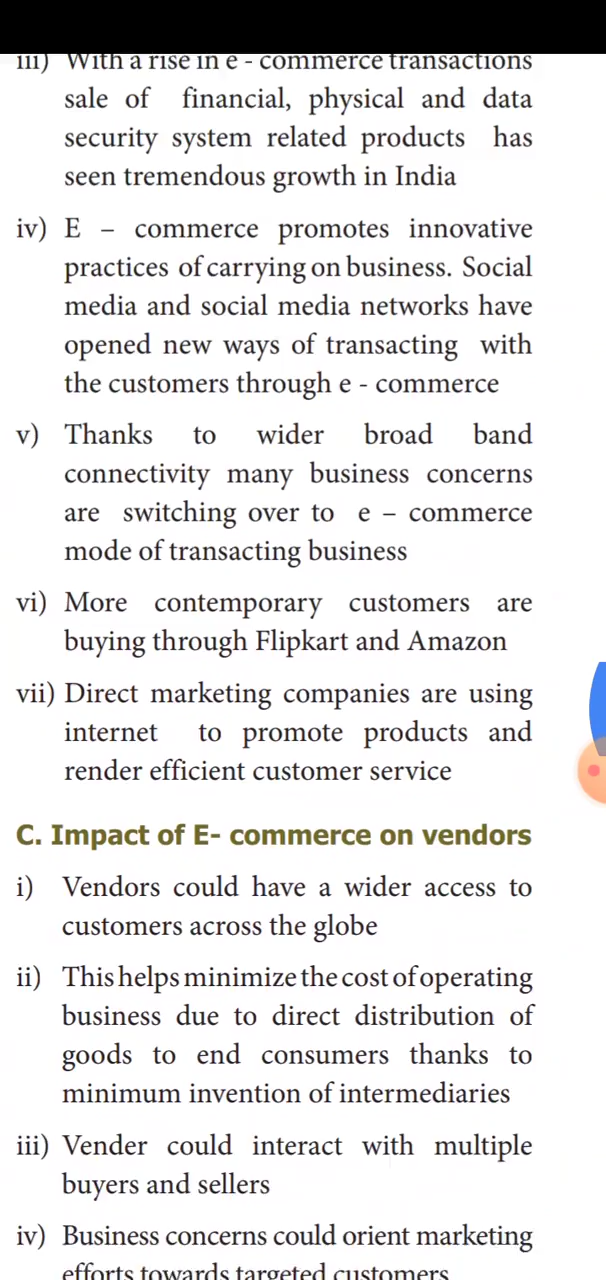 iii) With a rise in e - commerce transactions
sale of financial, physical and data
security system related products has
seen tremendous growth in India
iv) E – commerce promotes innovative
practices of carrying on business. Social
media and social media networks have
opened new ways of transacting with
the customers through e - commerce
v) Thanks to wider broad band
connectivity many business concerns
are switching over to e – commerce
mode of transacting business
vi) More contemporary customers are
buying through Flipkart and Amazon
vii) Direct marketing companies are using
internet to promote products and
render efficient customer service
C. Impact of E- commerce on vendors
i) Vendors could have a wider access to
customers across the globe
ii) This helps minimize the cost of operating
business due to direct distribution of
goods to end consumers thanks to
minimum invention of intermediaries
iii) Vender could interact with multiple
buyers and sellers
iv) Business concerns could orient marketing
efforts towards targeted customers